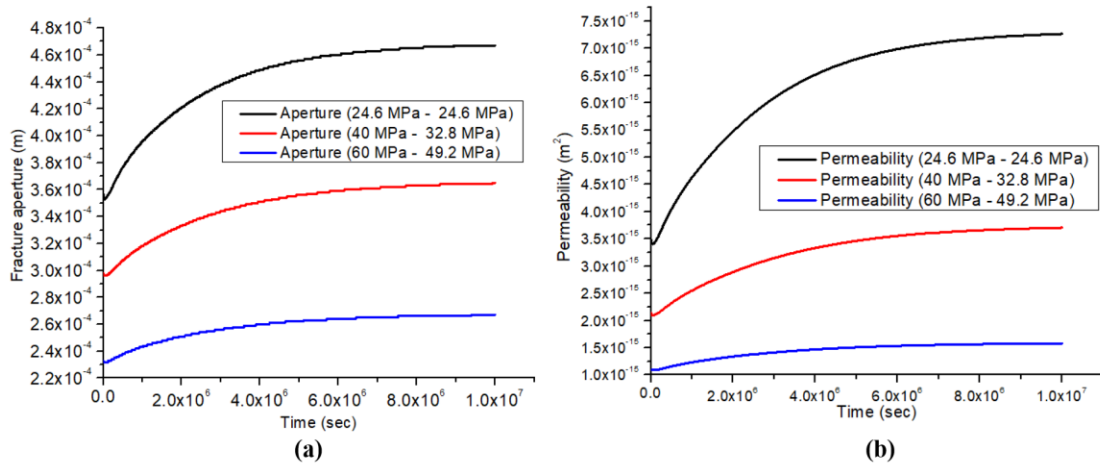 4.8x10⁻⁴
4.6x10⁻⁴
4.4x10⁻⁴
4.2x10⁻⁴
4.0x10⁻⁴
3.8x10⁻⁴
3.6x10⁻⁴
3.4x10⁻⁴
3.2x10⁻⁴
3.0x10⁻⁴
2.8x10⁻⁴
2.6x10⁻⁴
2.4x10⁻⁴
2.2x10⁻⁴
Fracture aperture (m)
Aperture (24.6 MPa - 24.6 MPa)
Aperture (40 MPa - 32.8 MPa)
Aperture (60 MPa - 49.2 MPa)
0.0 2.0x10⁶ 4.0x10⁶ 6.0x10⁶ 8.0x10⁶ 1.0x10⁷
Time (sec)
(a)
7.5x10⁻¹⁵
7.0x10⁻¹⁵
6.5x10⁻¹⁵
6.0x10⁻¹⁵
5.5x10⁻¹⁵
5.0x10⁻¹⁵
4.5x10⁻¹⁵
4.0x10⁻¹⁵
3.5x10⁻¹⁵
3.0x10⁻¹⁵
2.5x10⁻¹⁵
2.0x10⁻¹⁵
1.5x10⁻¹⁵
1.0x10⁻¹⁵
Permeability (m²)
Permeability (24.6 MPa - 24.6 MPa)
Permeability (40 MPa - 32.8 MPa)
Permeability (60 MPa - 49.2 MPa)
0.0 2.0x10⁶ 4.0x10⁶ 6.0x10⁶ 8.0x10⁶ 1.0x10⁷
Time (sec)
(b)